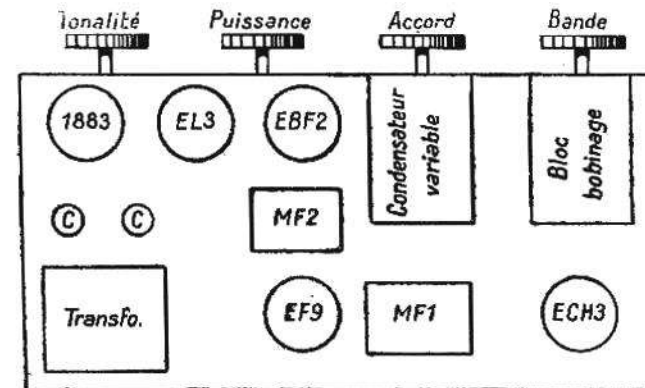 Tonalité
Puissance
Accord
Bande
1883
EL3
EBF2
Condensateur
variable
Bloc
bobinage
C
C
MF2
Transfo.
EF9
MF1
ECH3